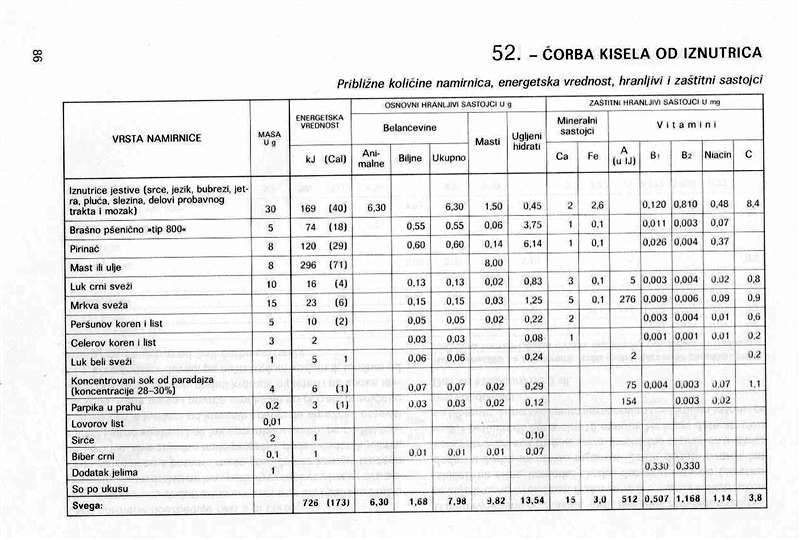 86
52. – ČORBA KISELA OD IZNUTRICA
Približne količine namirnica, energetska vrednost, hranljivi i zaštitni sastojci
VRSTA NAMIRNICE MASA U g ENERGETSKA VREDNOST OSNOVNI HRANLJIVI SASTOJCI U g ZAŠTITNI HRANLJIVI SASTOJCI U mg
Belancevine Masti Ugljeni hidrati Mineralni sastojci Vitamini
kJ (Cal) Ani-malne Biljne Ukupno Ca Fe A (u IJ) B1 B2 Niacin C
Iznutrice jestive (srce, jezik, bubrezi, jet-
ra, pluća, slezina, delovi probavnog
trakta i mozak) 30 169 (40) 6,30 6,30 1,50 0,45 2 2,6 0,120 0,810 0,48 8,4
Brašno pšenično »tip 800« 5 74 (18) 0,55 0,55 0,06 3,75 1 0,1 0,011 0,003 0,07
Pirinač 8 120 (29) 0,60 0,60 0,14 6,14 1 0,1 0,026 0,004 0,37
Mast ili ulje 8 296 (71) 8,00
Luk crni sveži 10 16 (4) 0,13 0,13 0,02 0,83 3 0,1 5 0,003 0,004 0,02 0,8
Mrkva sveža 15 23 (6) 0,15 0,15 0,03 1,25 5 0,1 276 0,009 0,006 0,09 0,9
Peršunov koren i list 5 10 (2) 0,05 0,05 0,02 0,22 2 0,003 0,004 0,01 0,6
Celerov koren i list 3 2 0,03 0,03 0,08 1 0,001 0,001 0,01 0,2
Luk beli sveži 1 5 1 0,06 0,06 0,24 2 0,2
Koncentrovani sok od paradajza
(koncentracije 28–30%) 4 6 (1) 0,07 0,07 0,02 0,29 75 0,004 0,003 0,07 1,1
Parpika u prahu 0,2 3 (1) 0.03 0,03 0,02 0,12 154 0,003 0,02
Lovorov list 0,01
Sirće 2 1 0,10
Biber crni 0,1 1 0,01 0,01 0,01 0,07
Dodatak jelima 1 0,330 0,330
So po ukusu
Svega: 726 (173) 6,30 1,68 7,98 9,82 13,54 15 3,0 512 0,507 1,168 1,14 3,8